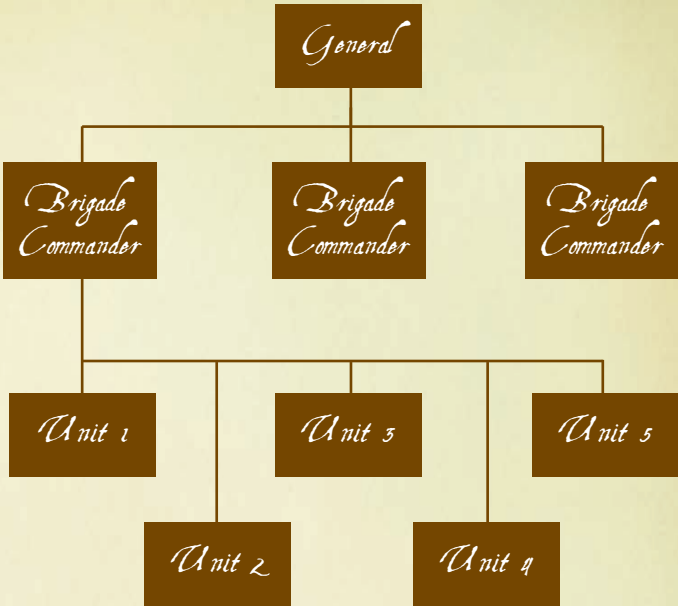 General
Brigade
Commander
Brigade
Commander
Brigade
Commander
Unit 1
Unit 3
Unit 5
Unit 2
Unit 4